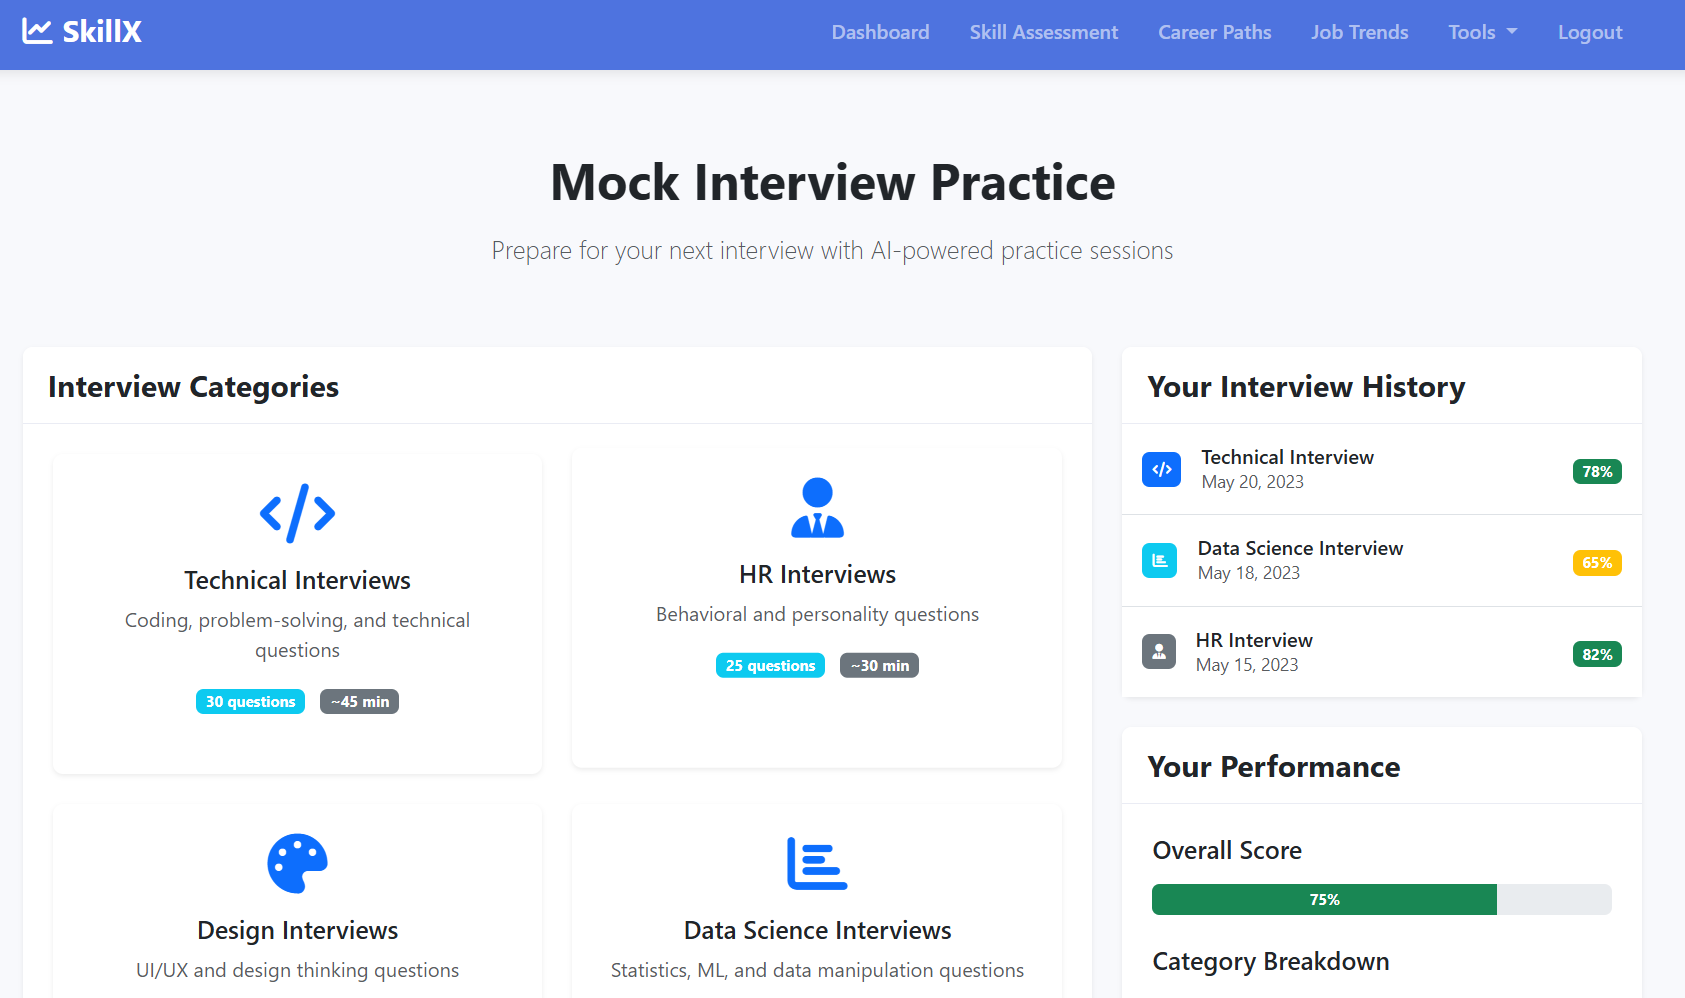 SkillX
Dashboard
Skill Assessment
Career Paths
Job Trends
Tools
Logout
Mock Interview Practice
Prepare for your next interview with AI-powered practice sessions
Interview Categories
Technical Interviews
Coding, problem-solving, and technical
questions
30 questions
~45 min
HR Interviews
Behavioral and personality questions
25 questions
~30 min
Design Interviews
UI/UX and design thinking questions
Data Science Interviews
Statistics, ML, and data manipulation questions
Your Interview History
Technical Interview
May 20, 2023
78%
Data Science Interview
May 18, 2023
65%
HR Interview
May 15, 2023
82%
Your Performance
Overall Score
75%
Category Breakdown